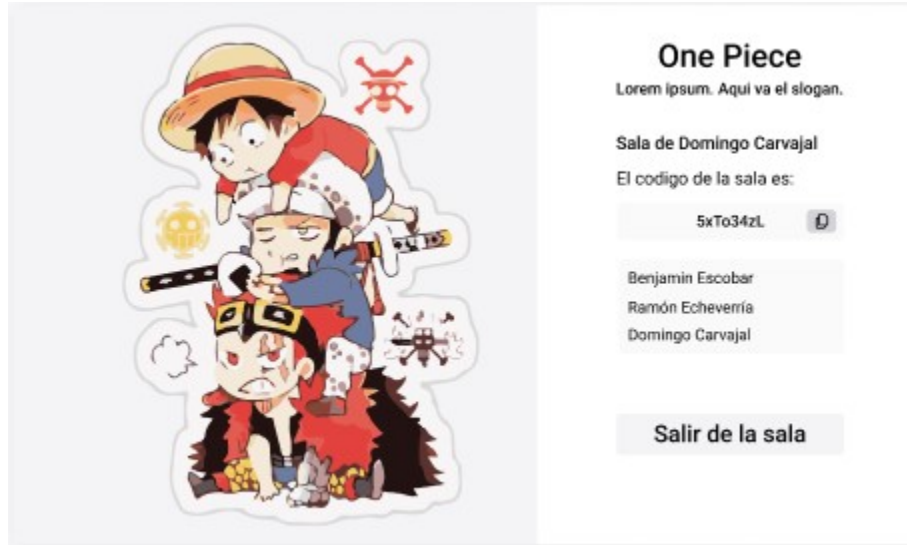 One Piece
Lorem ipsum. Aqui va el slogan.
Sala de Domingo Carvajal
El codigo de la sala es:
5xTo34zL
Benjamin Escobar
Ramón Echeverría
Domingo Carvajal
Salir de la sala